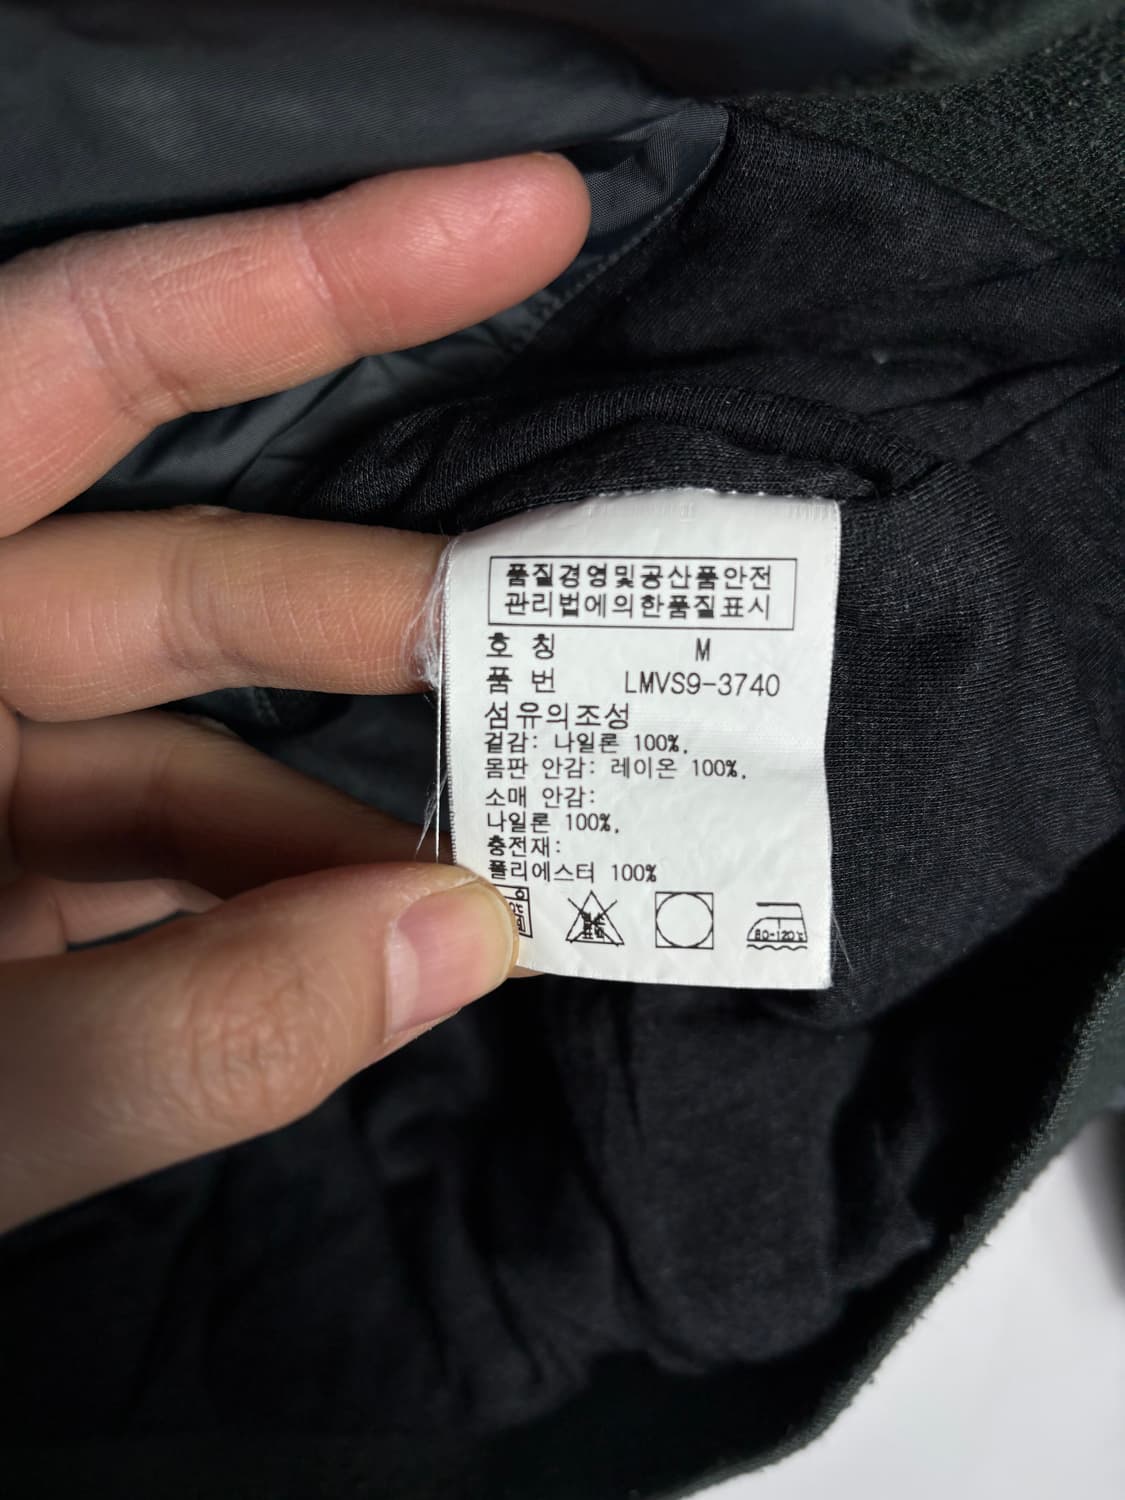 품질경영및공산품안전
관리법에의한품질표시
호 칭 M
품 번 LMVS9-3740
섬유의조성
겉감: 나일론 100%.
몸판 안감: 레이온 100%.
소매 안감:
나일론 100%.
충전재:
폴리에스터 100%
80-120℃